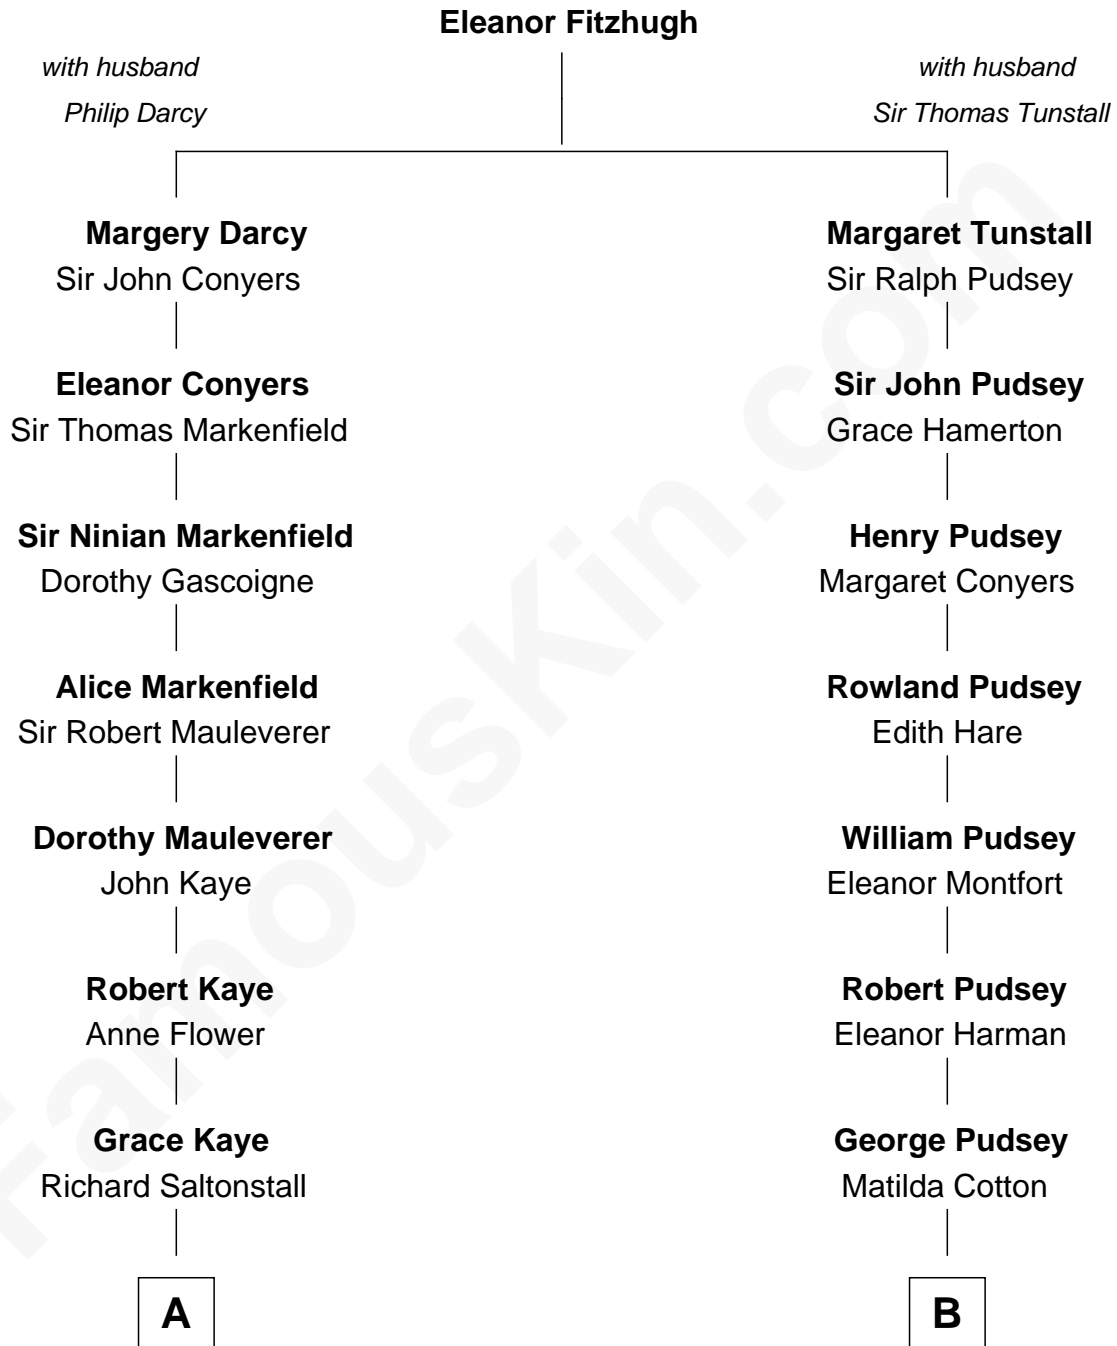 Eleanor Fitzhugh
with husband
Philip Darcy
with husband
Sir Thomas Tunstall
Margery Darcy
Sir John Conyers
Margaret Tunstall
Sir Ralph Pudsey
Eleanor Conyers
Sir Thomas Markenfield
Sir John Pudsey
Grace Hamerton
Sir Ninian Markenfield
Dorothy Gascoigne
Henry Pudsey
Margaret Conyers
Alice Markenfield
Sir Robert Mauleverer
Rowland Pudsey
Edith Hare
Dorothy Mauleverer
John Kaye
William Pudsey
Eleanor Montfort
Robert Kaye
Anne Flower
Robert Pudsey
Eleanor Harman
Grace Kaye
Richard Saltonstall
George Pudsey
Matilda Cotton
A
B
FamousKin.com